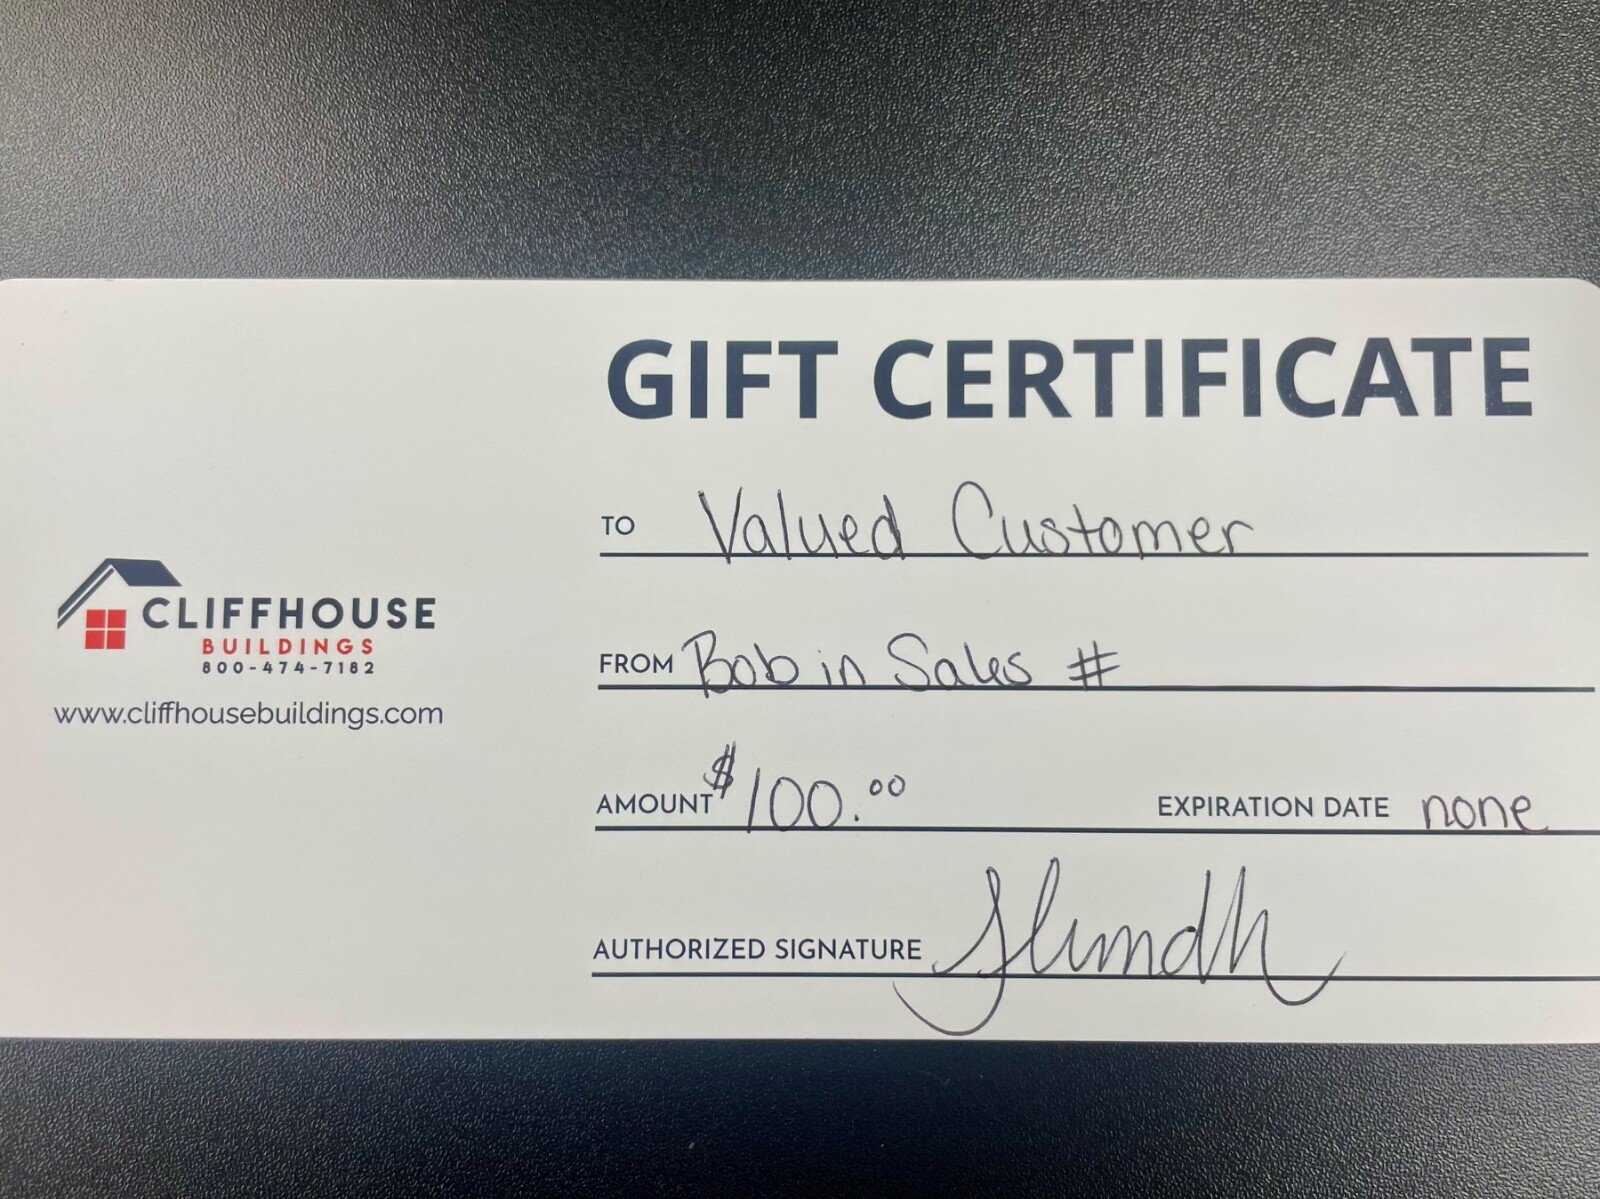 GIFT CERTIFICATE
TO Valued Customer
CLIFFHOUSE
BUILDINGS
800-474-7182
www.cliffhousebuildings.com
FROM Bob in Sales #
AMOUNT $100.00
EXPIRATION DATE none
AUTHORIZED SIGNATURE